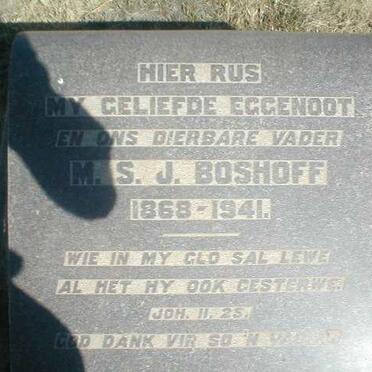 HIER RUS
MY GELIEFDE EGGENOOT
EN ONS DIERBARE VADER
M. S. J. BOSHOFF
1868-1941.
WIE IN MY GLO SAL LEWE
AL HET HY OOK GESTERWE.
JOH. 11. 25.
GOD DANK VIR SO 'N